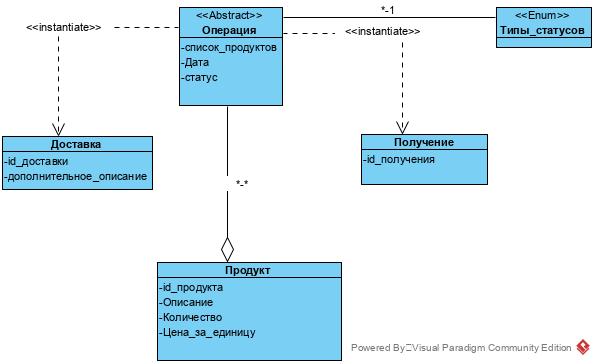 <<Abstract>>
Операция
-список_продуктов
-Дата
-статус
*-1
<<Enum>>
Типы_статусов
<<instantiate>>
<<instantiate>>
Доставка
-id_доставки
-дополнительное_описание
Получение
-id_получения
*-*
Продукт
-id_продукта
-Описание
-Количество
-Цена_за_единицу
Powered By Visual Paradigm Community Edition